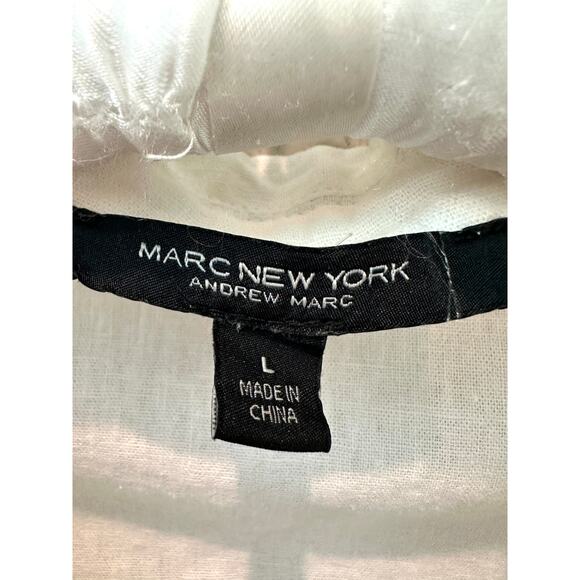 MARC NEW YORK
ANDREW MARC
L
MADE IN
CHINA